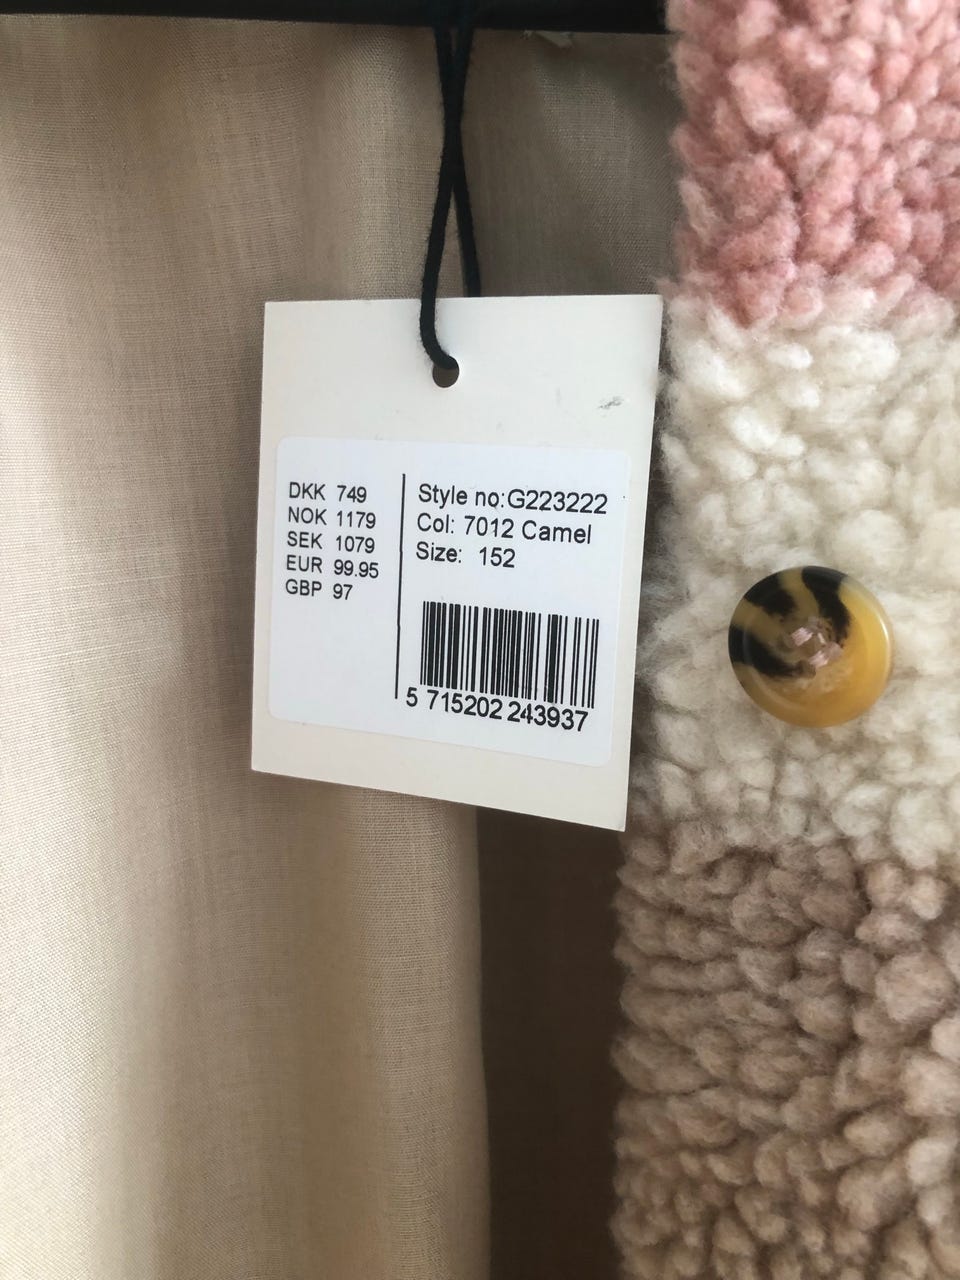 DKK 749
NOK 1179
SEK 1079
EUR 99.95
GBP 97
Style no:G223222
Col: 7012 Camel
Size: 152
5 715202 243937